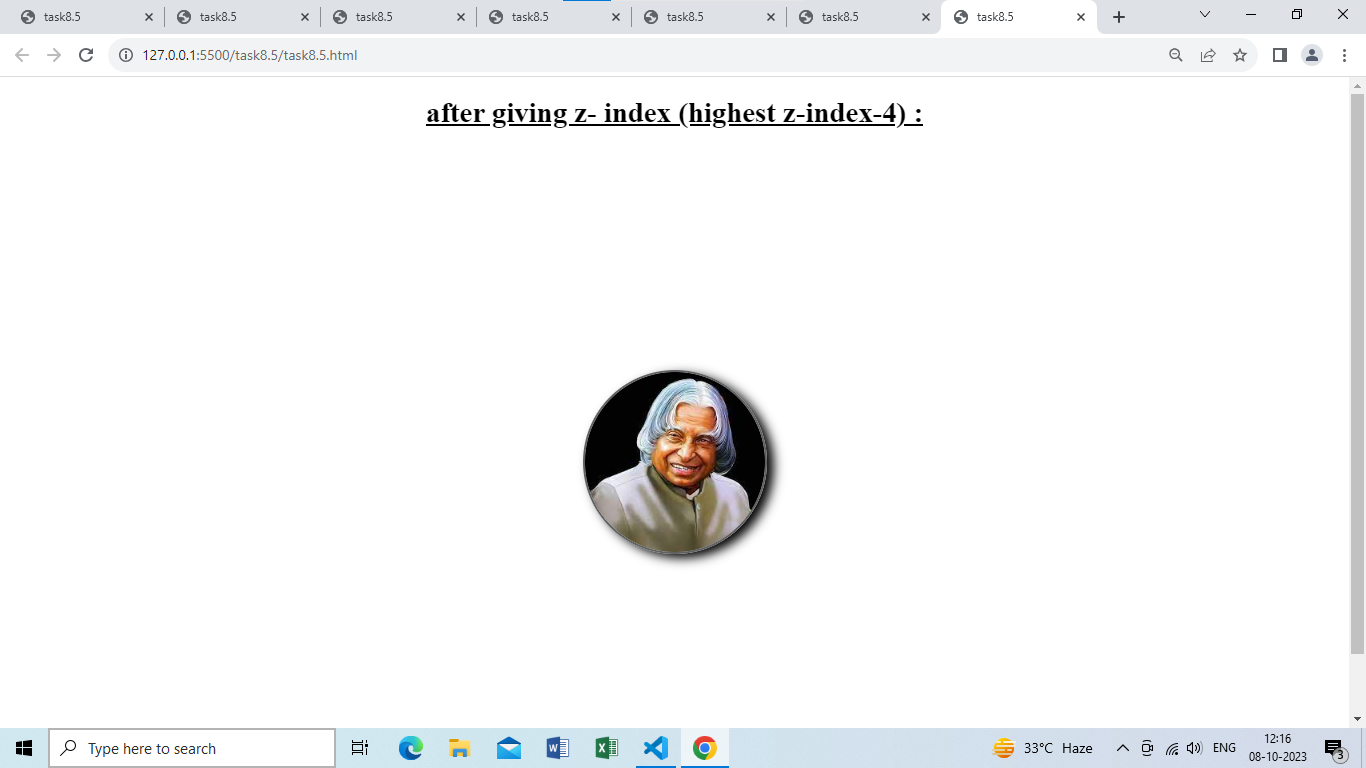 task8.5 task8.5 task8.5 task8.5 task8.5 task8.5 task8.5
127.0.0.1:5500/task8.5/task8.5.html
after giving z- index (highest z-index-4) :
Type here to search
33°C Haze
ENG
12:16
08-10-2023
3